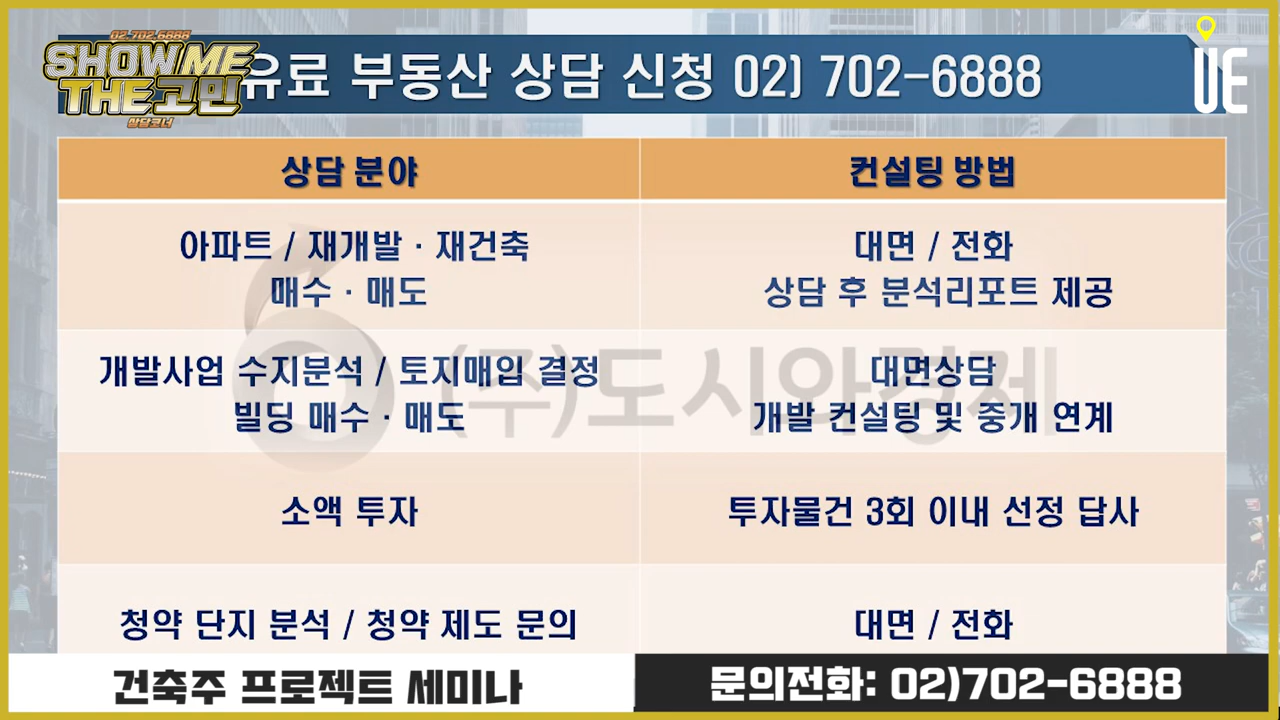 02.702.6888
SHOW ME
THE 고민
상담코너
유료 부동산 상담 신청 02) 702-6888
UE
상담 분야
컨설팅 방법
아파트 / 재개발 · 재건축
매수 · 매도
대면 / 전화
상담 후 분석리포트 제공
개발사업 수지분석 / 토지매입 결정
빌딩 매수 · 매도
대면상담
개발 컨설팅 및 중개 연계
(주)도시와경제
소액 투자
투자물건 3회 이내 선정 답사
청약 단지 분석 / 청약 제도 문의
대면 / 전화
건축주 프로젝트 세미나
문의전화: 02)702-6888